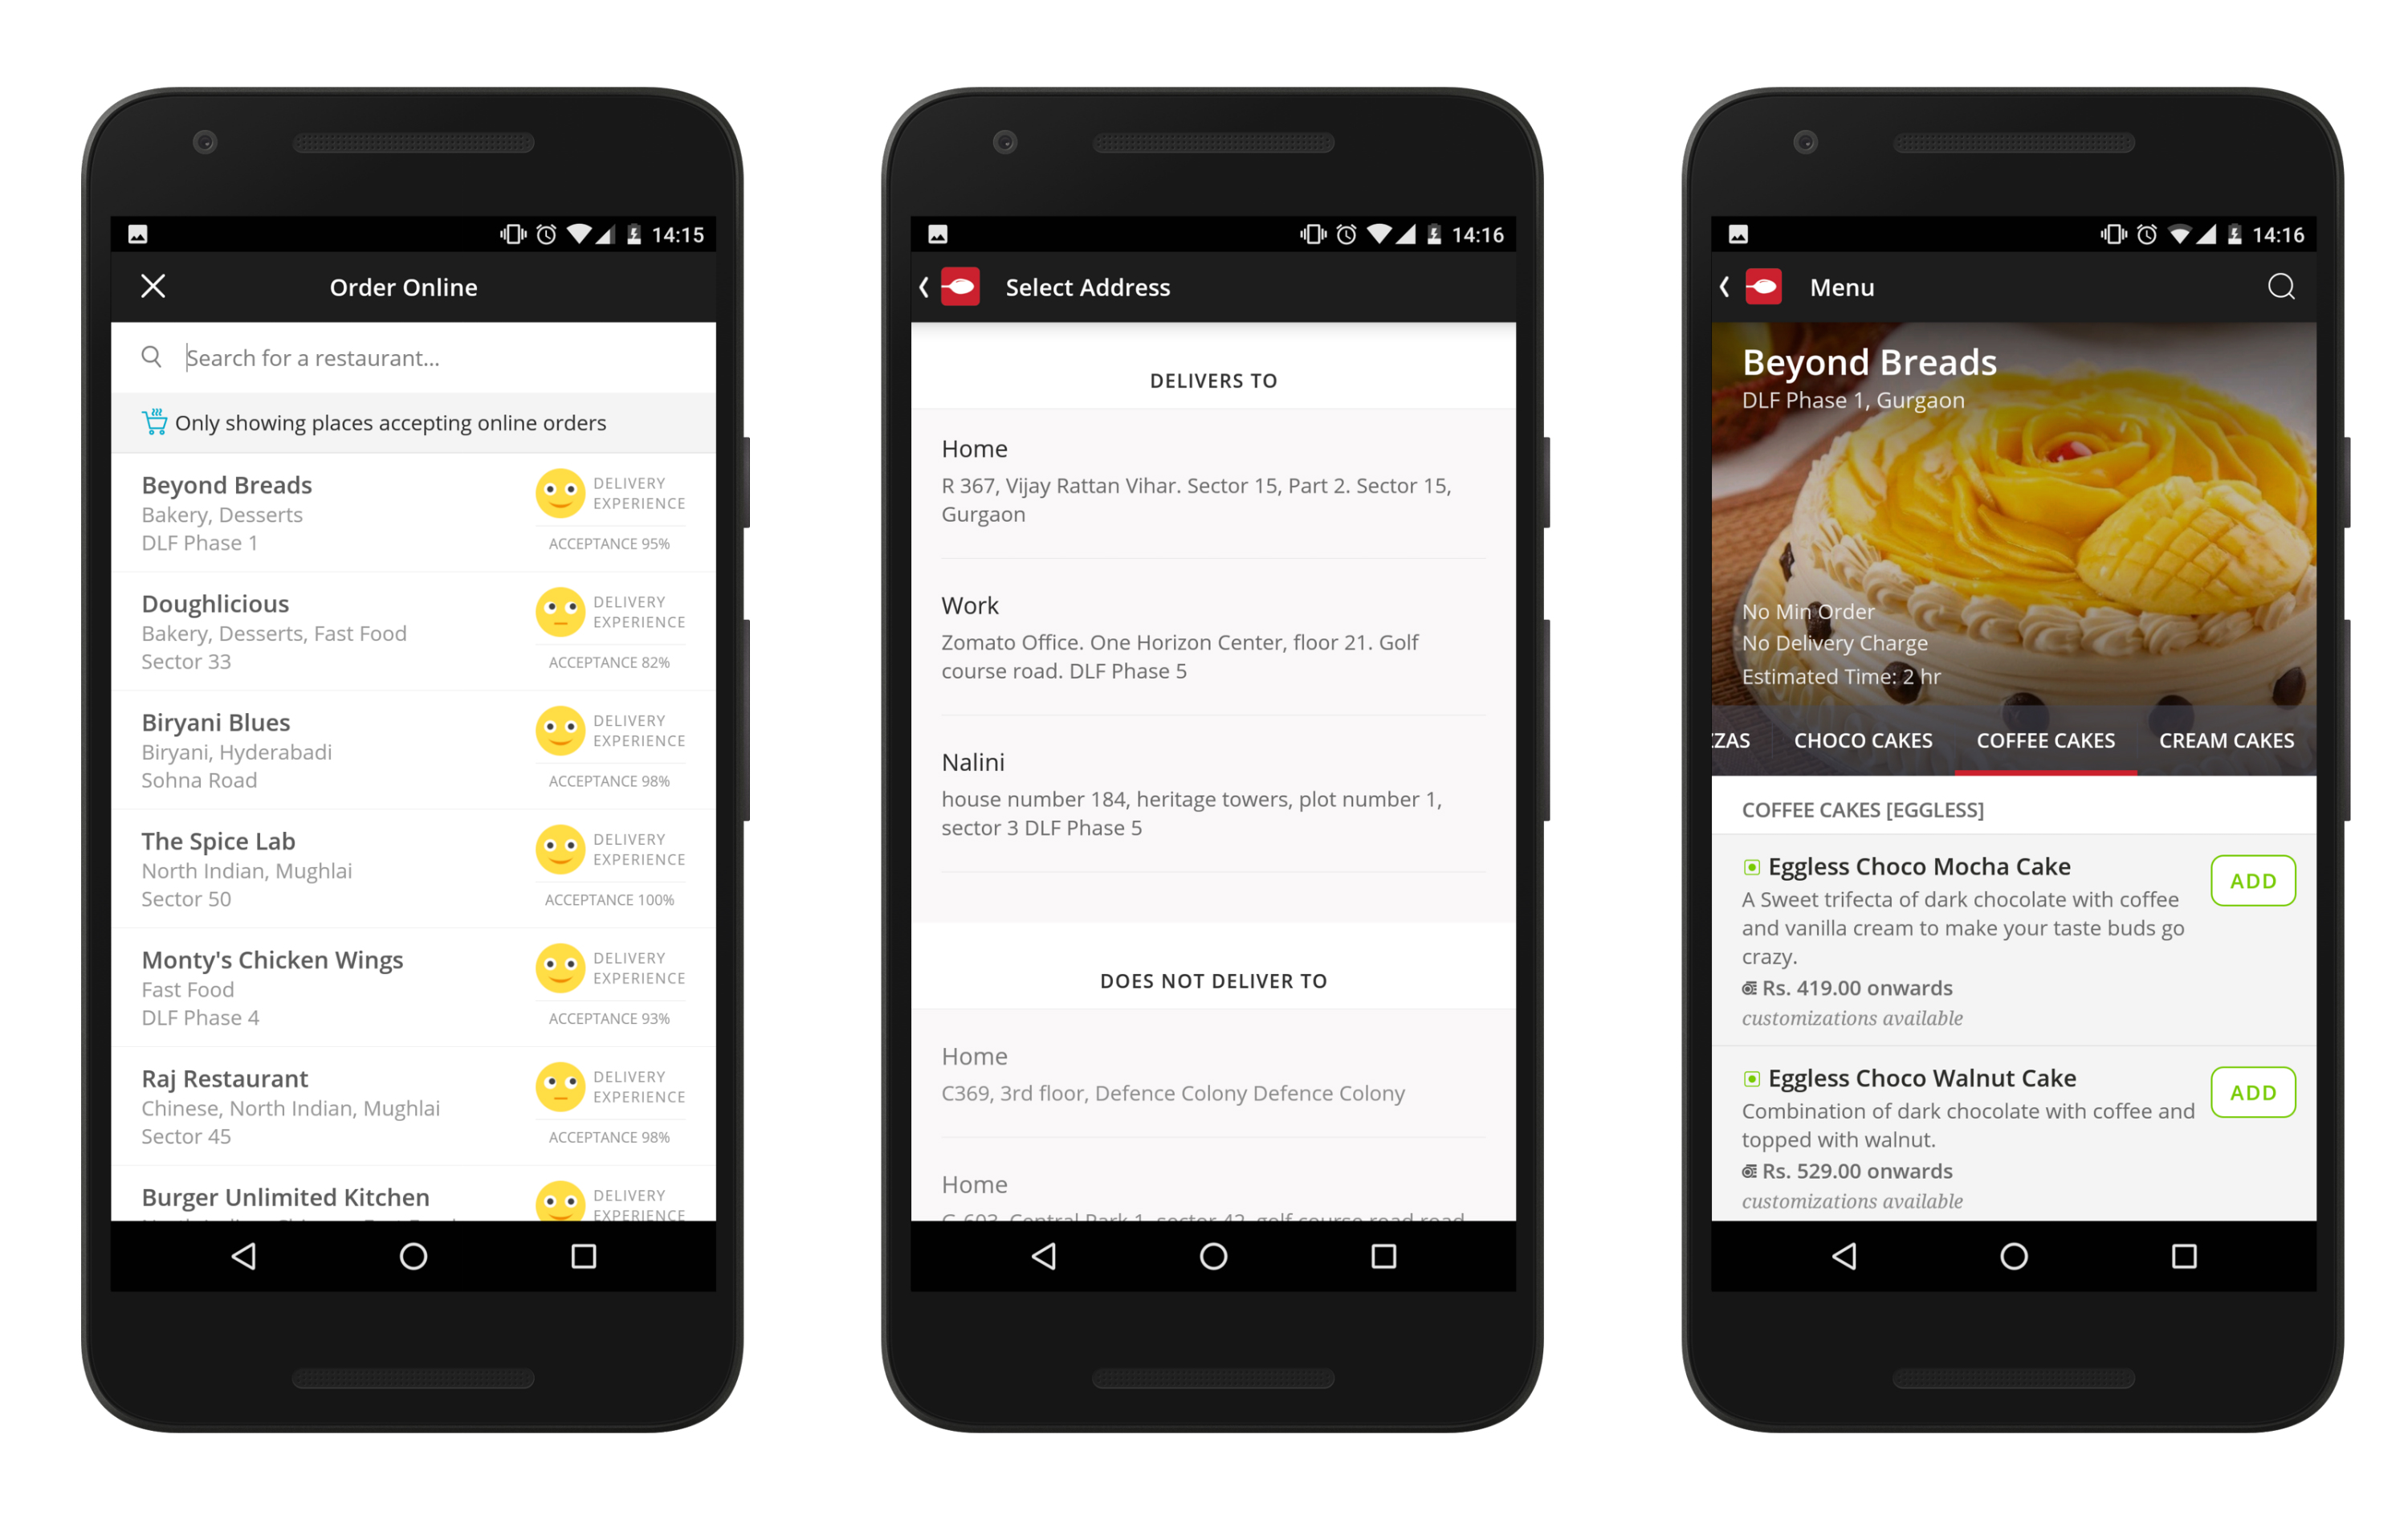 14:15
Order Online
Search for a restaurant...
Only showing places accepting online orders
Beyond Breads
Bakery, Desserts
DLF Phase 1
DELIVERY
EXPERIENCE
ACCEPTANCE 95%
Doughlicious
Bakery, Desserts, Fast Food
Sector 33
DELIVERY
EXPERIENCE
ACCEPTANCE 82%
Biryani Blues
Biryani, Hyderabadi
Sohna Road
DELIVERY
EXPERIENCE
ACCEPTANCE 98%
The Spice Lab
North Indian, Mughlai
Sector 50
DELIVERY
EXPERIENCE
ACCEPTANCE 100%
Monty's Chicken Wings
Fast Food
DLF Phase 4
DELIVERY
EXPERIENCE
ACCEPTANCE 93%
Raj Restaurant
Chinese, North Indian, Mughlai
Sector 45
DELIVERY
EXPERIENCE
ACCEPTANCE 98%
Burger Unlimited Kitchen
DELIVERY
EXPERIENCE
14:16
Select Address
DELIVERS TO
Home
R 367, Vijay Rattan Vihar. Sector 15, Part 2. Sector 15,
Gurgaon
Work
Zomato Office. One Horizon Center, floor 21. Golf
course road. DLF Phase 5
Nalini
house number 184, heritage towers, plot number 1,
sector 3 DLF Phase 5
DOES NOT DELIVER TO
Home
C369, 3rd floor, Defence Colony Defence Colony
Home
Central Park 1, sector 42, golf course road road
14:16
Menu
Beyond Breads
DLF Phase 1, Gurgaon
No Min Order
No Delivery Charge
Estimated Time: 2 hr
ZZAS CHOCO CAKES COFFEE CAKES CREAM CAKES
COFFEE CAKES [EGGLESS]
Eggless Choco Mocha Cake
ADD
A Sweet trifecta of dark chocolate with coffee
and vanilla cream to make your taste buds go
crazy.
Rs. 419.00 onwards
customizations available
Eggless Choco Walnut Cake
ADD
Combination of dark chocolate with coffee and
topped with walnut.
Rs. 529.00 onwards
customizations available